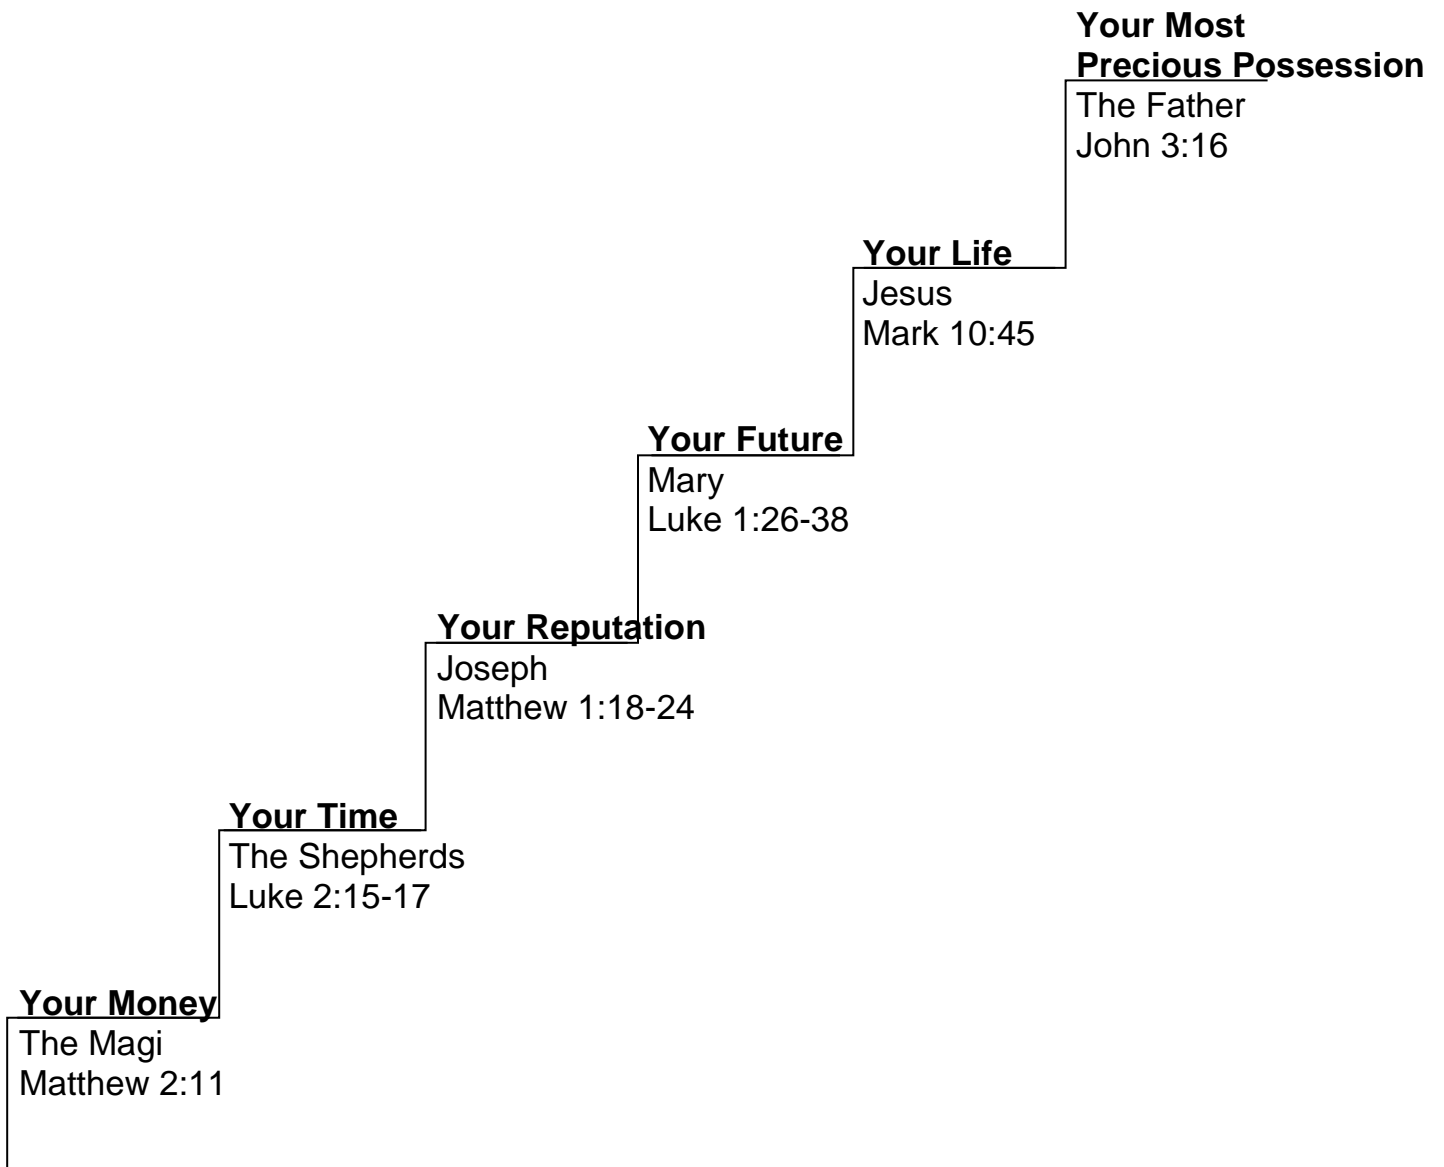 Your Most
Precious Possession
The Father
John 3:16
Your Life
Jesus
Mark 10:45
Your Future
Mary
Luke 1:26-38
Your Reputation
Joseph
Matthew 1:18-24
Your Time
The Shepherds
Luke 2:15-17
Your Money
The Magi
Matthew 2:11